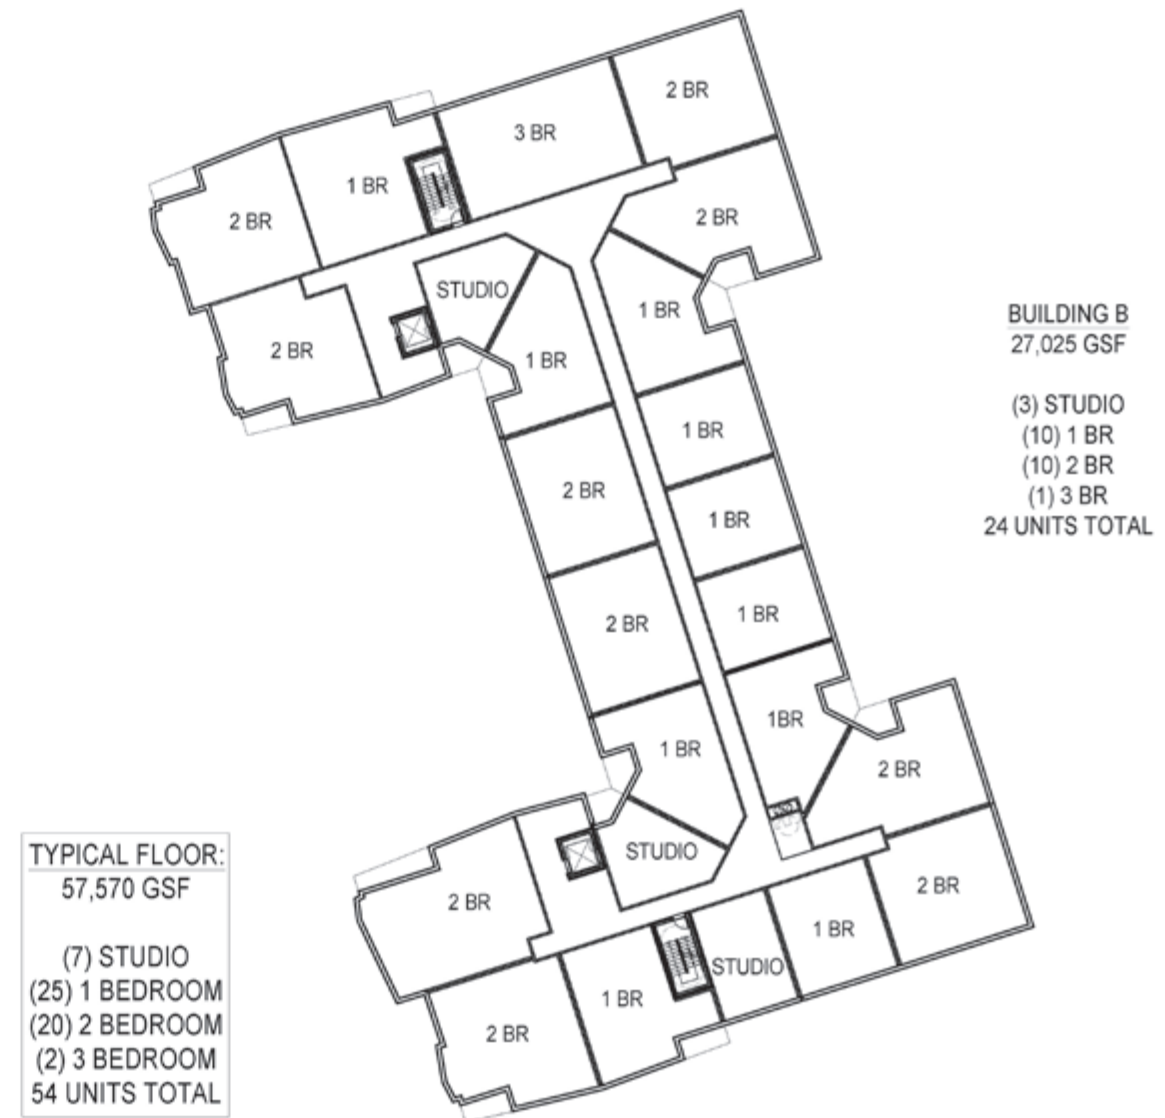 2 BR
3 BR
1 BR
2 BR
2 BR
STUDIO
1 BR
2 BR
1 BR
1 BR
2 BR
1 BR
1 BR
2 BR
1 BR
1BR
1 BR
2 BR
STUDIO
2 BR
2 BR
1 BR
STUDIO
1 BR
2 BR
BUILDING B
27,025 GSF
(3) STUDIO
(10) 1 BR
(10) 2 BR
(1) 3 BR
24 UNITS TOTAL
TYPICAL FLOOR:
57,570 GSF
(7) STUDIO
(25) 1 BEDROOM
(20) 2 BEDROOM
(2) 3 BEDROOM
54 UNITS TOTAL